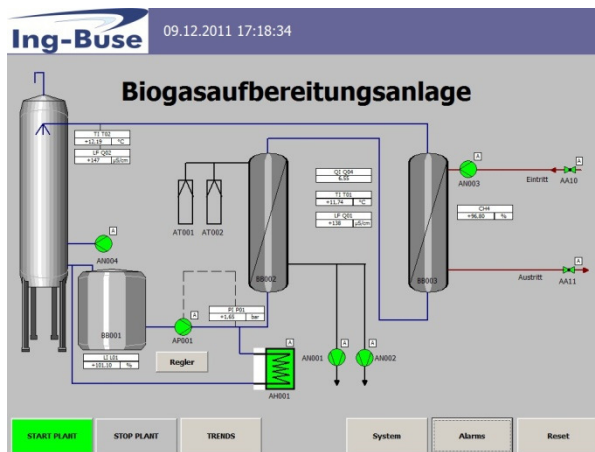 Ing-Buse
09.12.2011 17:18:34
Biogasaufbereitungsanlage
TI T02
+12.19 °C
LF Q02
+147 µS/cm
QI Q04
6.55
TI T01
+11.74 °C
LF Q01
+138 µS/cm
A
AN003
Eintritt
A
AA10
CH4
+96.80 %
AT001
AT002
A
AN004
BB002
BB003
Austritt
A
AA11
BB001
A
AP001
PI P01
+1.65 bar
LI L01
+101.10 %
Regler
A
AH001
AN001
A
A
AN002
START PLANT
STOP PLANT
TRENDS
System
Alarms
Reset